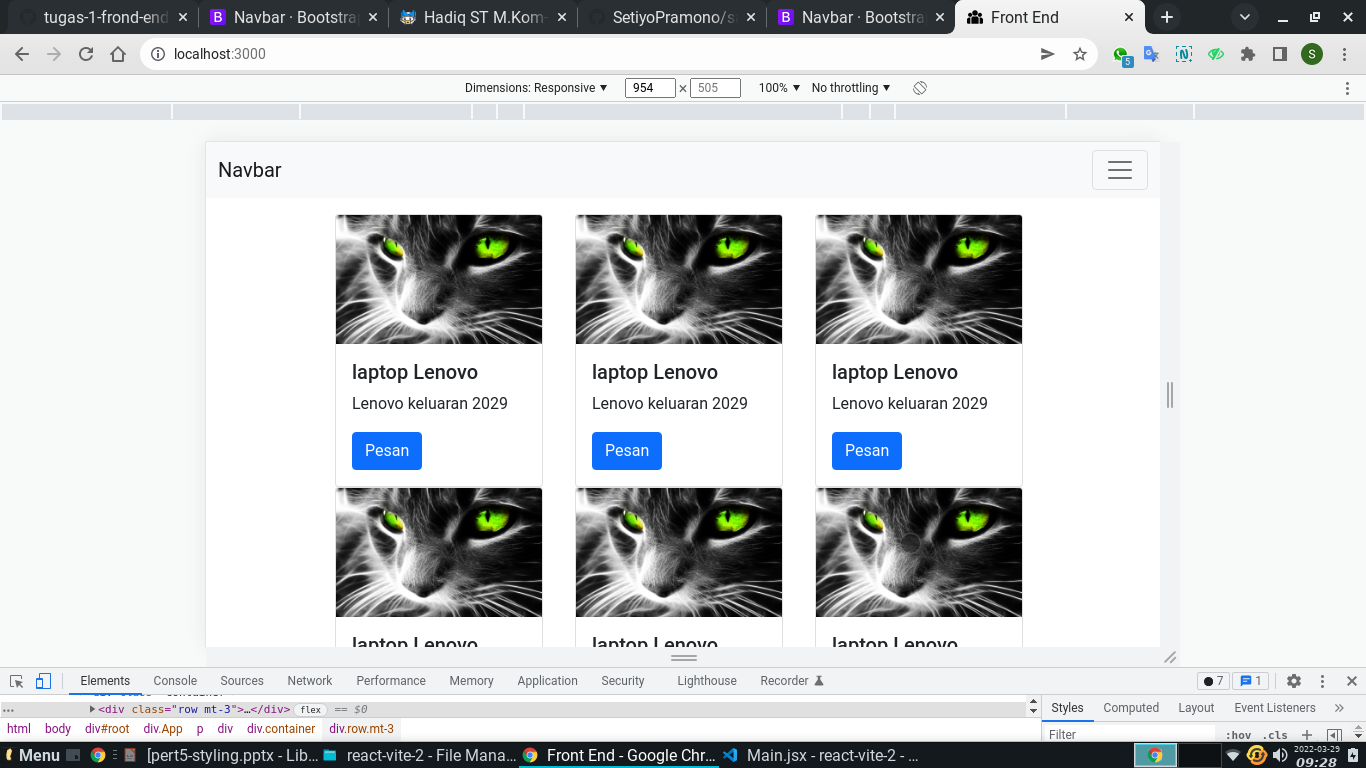 tugas-1-frond-end
Navbar · Bootstra
Hadiq ST M.Kom
SetiyoPramono/s
Navbar · Bootstra
Front End
localhost:3000
5
S
Dimensions: Responsive ▼
954 × 505
100% ▼
No throttling ▼
Navbar
laptop Lenovo
Lenovo keluaran 2029
Pesan
laptop Lenovo
Lenovo keluaran 2029
Pesan
laptop Lenovo
Lenovo keluaran 2029
Pesan
laptop Lenovo
laptop Lenovo
laptop Lenovo
Elements
Console
Sources
Network
Performance
Memory
Application
Security
Lighthouse
Recorder
7
1
... ▶<div class="row mt-3">…</div> flex == $0
html body div#root div.App p div div.container div.row.mt-3
Styles
Computed
Layout
Event Listeners
»
Filter
:hov .cls
Menu
[pert5-styling.pptx - Lib...
react-vite-2 - File Mana...
Front End - Google Chr...
Main.jsx - react-vite-2 - ...
2022-03-29
09:28